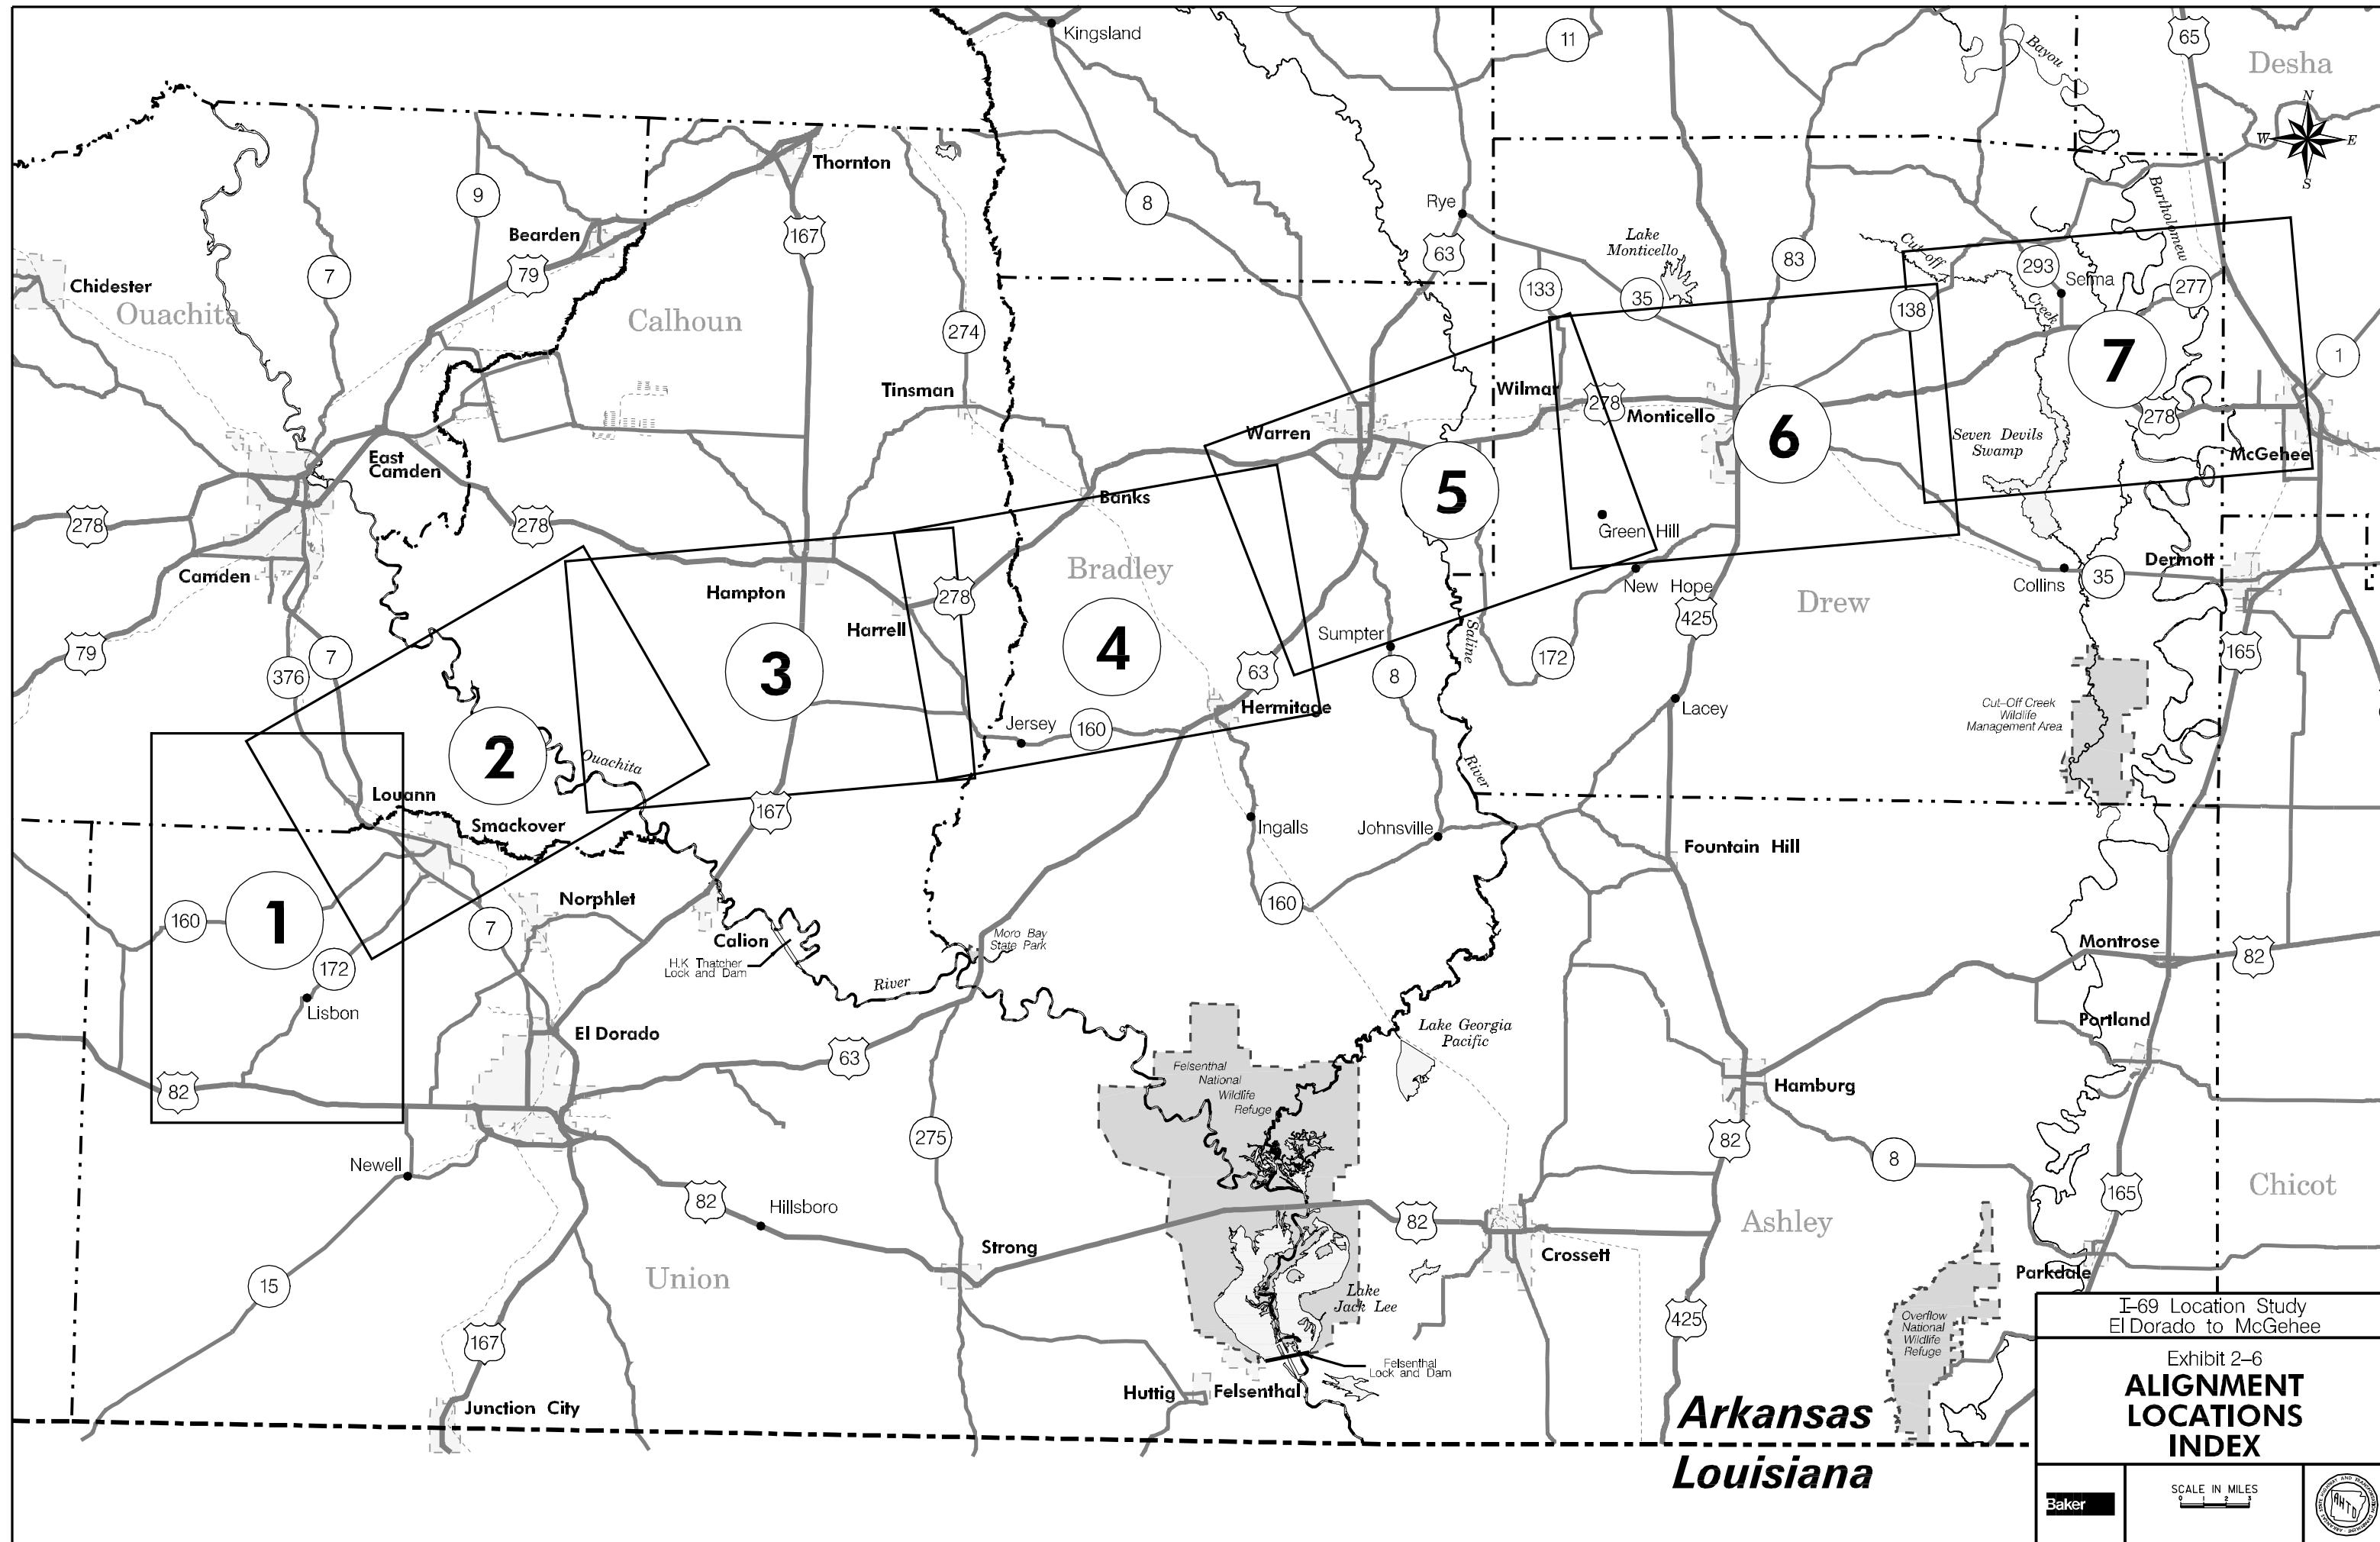 Kingsland
11
65
Desha
Bayou
N
W
E
S
Thornton
9
8
Rye
Bartholomew
Bearden
167
63
Lake
Monticello
79
7
83
Cut-off
293
Selma
Chidester
Ouachita
Calhoun
133
35
138
Creek
277
274
7
1
Tinsman
Wilmar
278
Monticello
278
Warren
6
Seven Devils
Swamp
McGehee
East
Camden
5
Banks
278
278
Green Hill
Camden
Hampton
278
Bradley
New Hope
Collins
35
Dermott
Harrell
425
Drew
79
376
7
3
4
Sumpter
Saline
172
165
63
8
Hermitage
Lacey
Cut-Off Creek
Wildlife
Management Area
Jersey
160
2
Ouachita
River
Louann
167
Smackover
Ingalls
Johnsville
Fountain Hill
160
1
Norphlet
7
160
Calion
Moro Bay
State Park
H.K Thatcher
Lock and Dam
172
River
Montrose
82
Lisbon
El Dorado
Lake Georgia
Pacific
Portland
63
82
Felsenthal
National
Wildlife
Refuge
Hamburg
275
82
8
Newell
82
Hillsboro
165
Chicot
82
Ashley
Strong
Crossett
Union
15
Parkdale
Lake
Jack Lee
425
Overflow
National
Wildlife
Refuge
167
Felsenthal
Lock and Dam
Huttig
Felsenthal
Junction City
Arkansas
Louisiana
I-69 Location Study
El Dorado to McGehee
Exhibit 2-6
ALIGNMENT
LOCATIONS
INDEX
Baker
SCALE IN MILES
0 1 2 3
AHTD